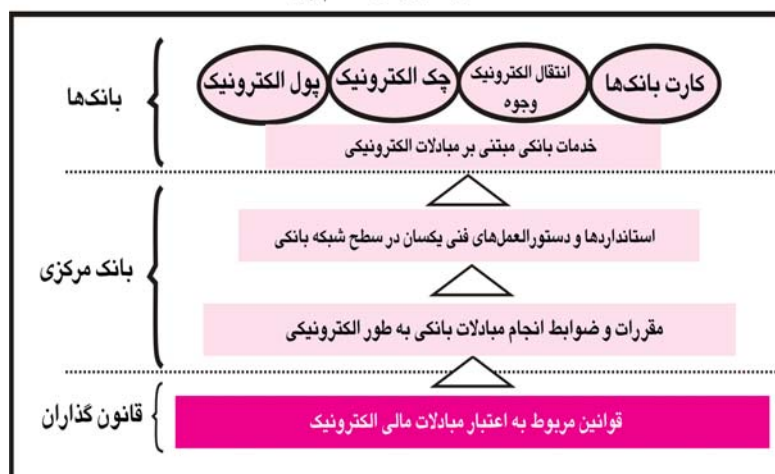 کارت بانک‌ها
انتقال الکترونیک
وجوه
چک الکترونیک
پول الکترونیک
بانک‌ها
خدمات بانکی مبتنی بر مبادلات الکترونیکی
استانداردها و دستورالعمل‌های فنی یکسان در سطح شبکه بانکی
بانک مرکزی
مقررات و ضوابط انجام مبادلات بانکی به طور الکترونیکی
قوانین مربوط به اعتبار مبادلات مالی الکترونیک
قانون گذاران